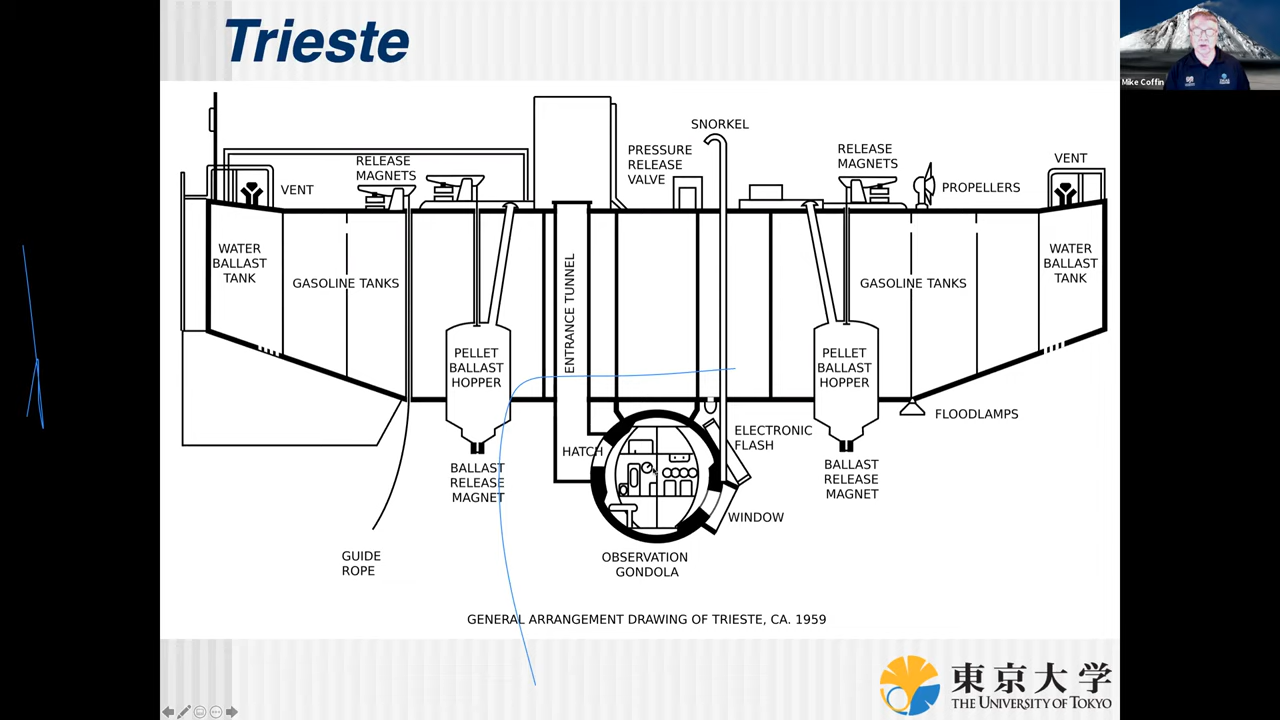 Trieste
Mike Coffin
SNORKEL
PRESSURE
RELEASE
VALVE
RELEASE
MAGNETS
RELEASE
MAGNETS
VENT
VENT
PROPELLERS
WATER
BALLAST
TANK
GASOLINE TANKS
ENTRANCE TUNNEL
GASOLINE TANKS
WATER
BALLAST
TANK
PELLET
BALLAST
HOPPER
PELLET
BALLAST
HOPPER
FLOODLAMPS
HATCH
ELECTRONIC
FLASH
BALLAST
RELEASE
MAGNET
BALLAST
RELEASE
MAGNET
WINDOW
GUIDE
ROPE
OBSERVATION
GONDOLA
GENERAL ARRANGEMENT DRAWING OF TRIESTE, CA. 1959
東京大学
THE UNIVERSITY OF TOKYO